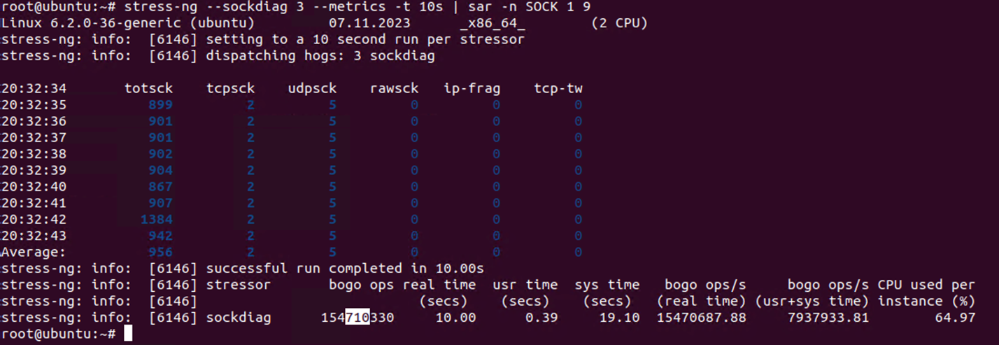 root@ubuntu:~# stress-ng --sockdiag 3 --metrics -t 10s | sar -n SOCK 1 9
Linux 6.2.0-36-generic (ubuntu) 07.11.2023 _x86_64_ (2 CPU)
stress-ng: info: [6146] setting to a 10 second run per stressor
stress-ng: info: [6146] dispatching hogs: 3 sockdiag
20:32:34 totsck tcpsck udpsck rawsck ip-frag tcp-tw
20:32:35 899 2 5 0 0 0
20:32:36 901 2 5 0 0 0
20:32:37 901 2 5 0 0 0
20:32:38 902 2 5 0 0 0
20:32:39 904 2 5 0 0 0
20:32:40 867 2 5 0 0 0
20:32:41 907 2 5 0 0 0
20:32:42 1384 2 5 0 0 0
20:32:43 942 2 5 0 0 0
Average: 956 2 5 0 0 0
stress-ng: info: [6146] successful run completed in 10.00s
stress-ng: info: [6146] stressor bogo ops real time usr time sys time bogo ops/s bogo ops/s CPU used per
stress-ng: info: [6146] (secs) (secs) (secs) (real time) (usr+sys time) instance (%)
stress-ng: info: [6146] sockdiag 154710330 10.00 0.39 19.10 15470687.88 7937933.81 64.97
root@ubuntu:~#